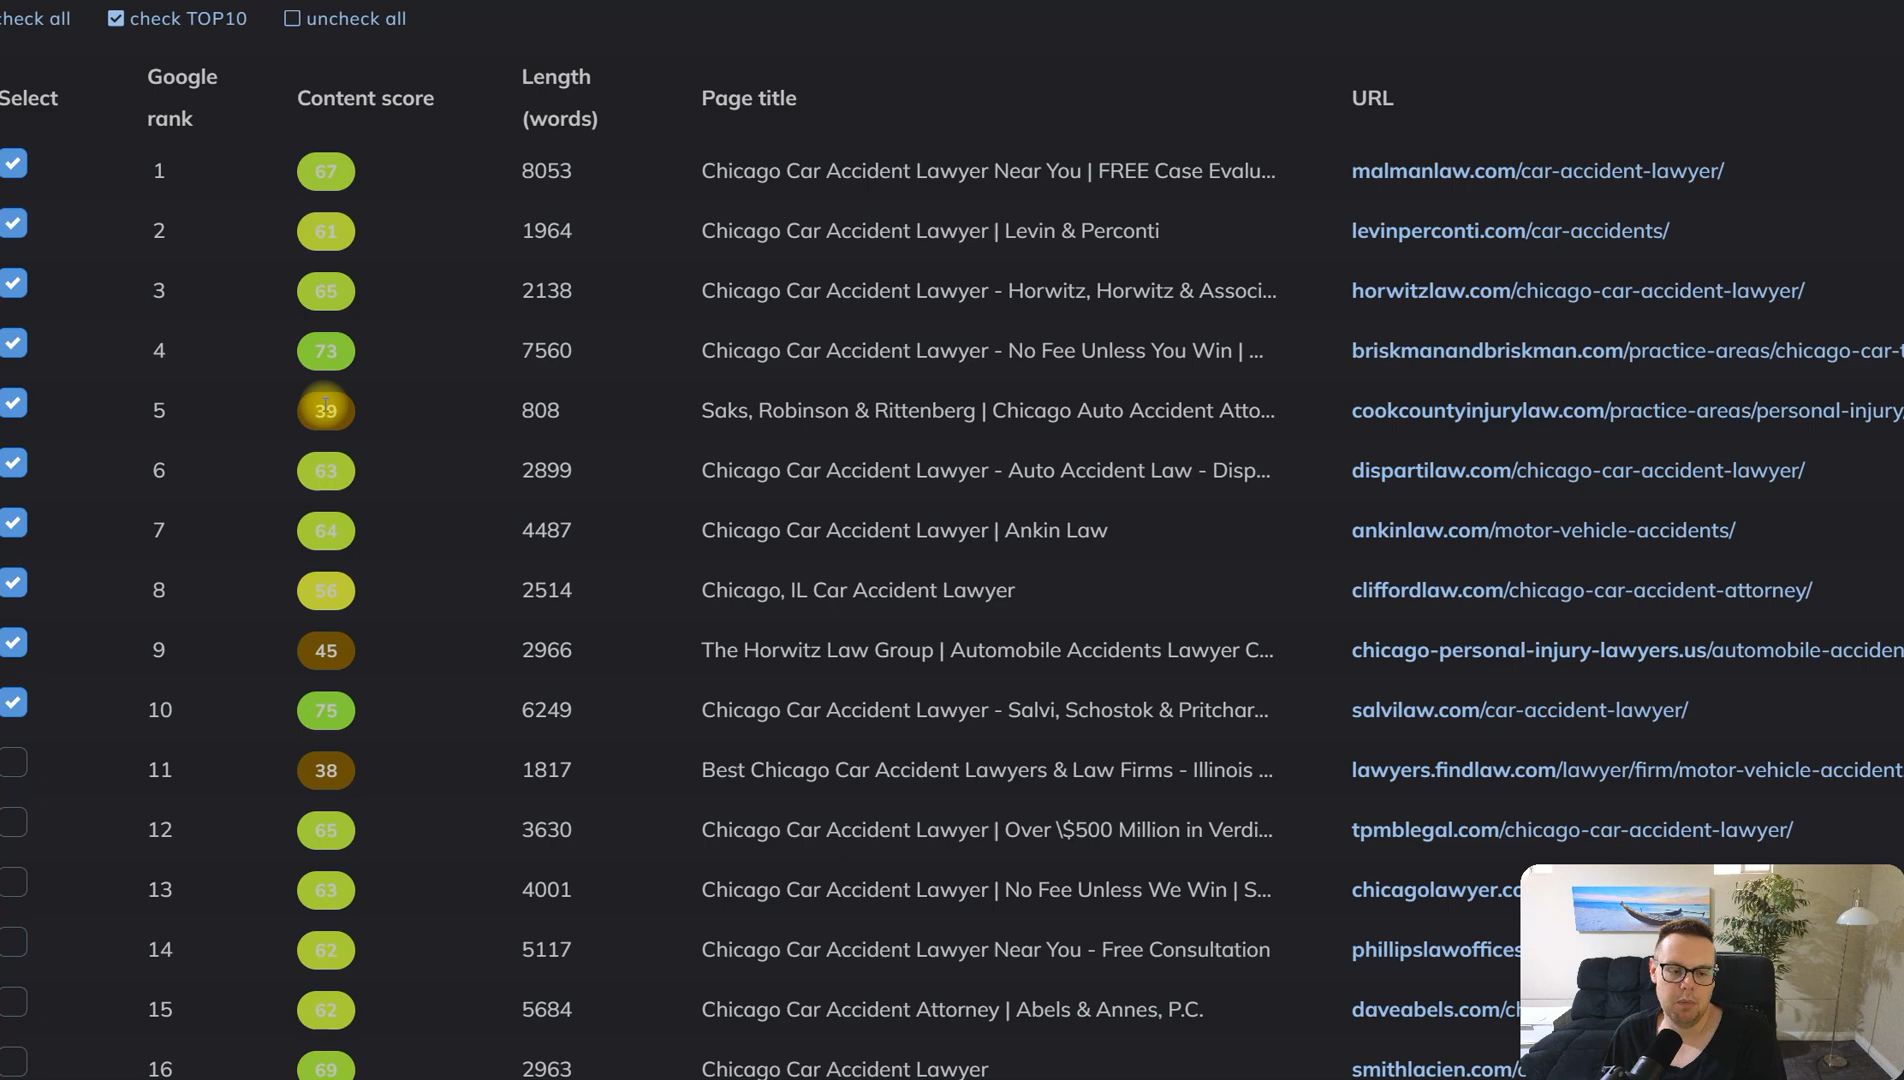 check all check TOP10 uncheck all
Select Google rank Content score Length (words) Page title URL
1 67 8053 Chicago Car Accident Lawyer Near You | FREE Case Evalu... malmanlaw.com/car-accident-lawyer/
2 61 1964 Chicago Car Accident Lawyer | Levin & Perconti levinperconti.com/car-accidents/
3 65 2138 Chicago Car Accident Lawyer - Horwitz, Horwitz & Associ... horwitzlaw.com/chicago-car-accident-lawyer/
4 73 7560 Chicago Car Accident Lawyer - No Fee Unless You Win | ... briskmanandbriskman.com/practice-areas/chicago-car-t
5 39 808 Saks, Robinson & Rittenberg | Chicago Auto Accident Atto... cookcountyinjurylaw.com/practice-areas/personal-injury/
6 63 2899 Chicago Car Accident Lawyer - Auto Accident Law - Disp... dispartilaw.com/chicago-car-accident-lawyer/
7 64 4487 Chicago Car Accident Lawyer | Ankin Law ankinlaw.com/motor-vehicle-accidents/
8 56 2514 Chicago, IL Car Accident Lawyer cliffordlaw.com/chicago-car-accident-attorney/
9 45 2966 The Horwitz Law Group | Automobile Accidents Lawyer C... chicago-personal-injury-lawyers.us/automobile-acciden
10 75 6249 Chicago Car Accident Lawyer - Salvi, Schostok & Pritchar... salvilaw.com/car-accident-lawyer/
11 38 1817 Best Chicago Car Accident Lawyers & Law Firms - Illinois ... lawyers.findlaw.com/lawyer/firm/motor-vehicle-accident
12 65 3630 Chicago Car Accident Lawyer | Over \$500 Million in Verdi... tpmblegal.com/chicago-car-accident-lawyer/
13 63 4001 Chicago Car Accident Lawyer | No Fee Unless We Win | S... chicagolawyer.co
14 62 5117 Chicago Car Accident Lawyer Near You - Free Consultation phillipslawoffices
15 62 5684 Chicago Car Accident Attorney | Abels & Annes, P.C. daveabels.com/ch
16 69 2963 Chicago Car Accident Lawyer smithlacien.com/